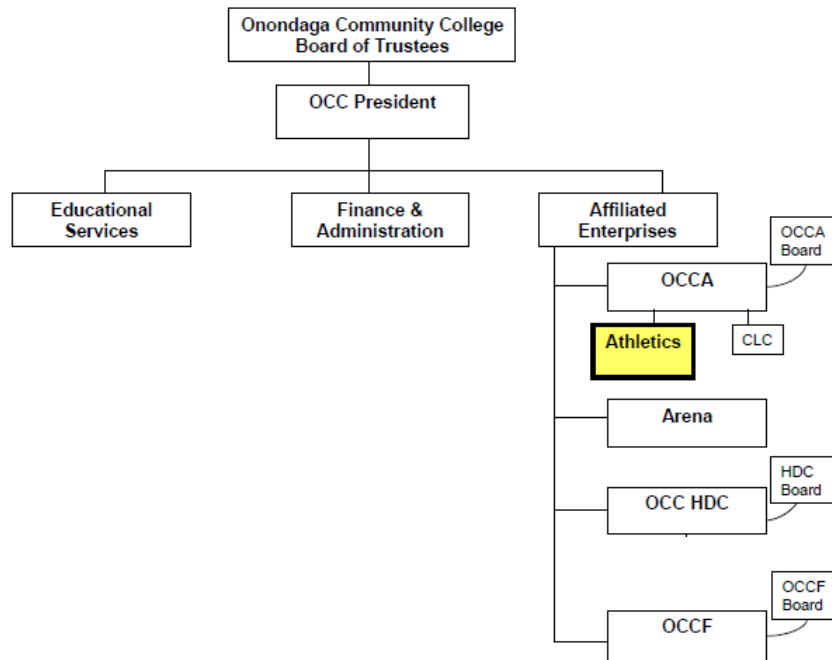 Onondaga Community College
Board of Trustees
OCC President
Educational
Services
Finance &
Administration
Affiliated
Enterprises
OCCA
Board
OCCA
Athletics
CLC
Arena
HDC
Board
OCC HDC
OCCF
Board
OCCF